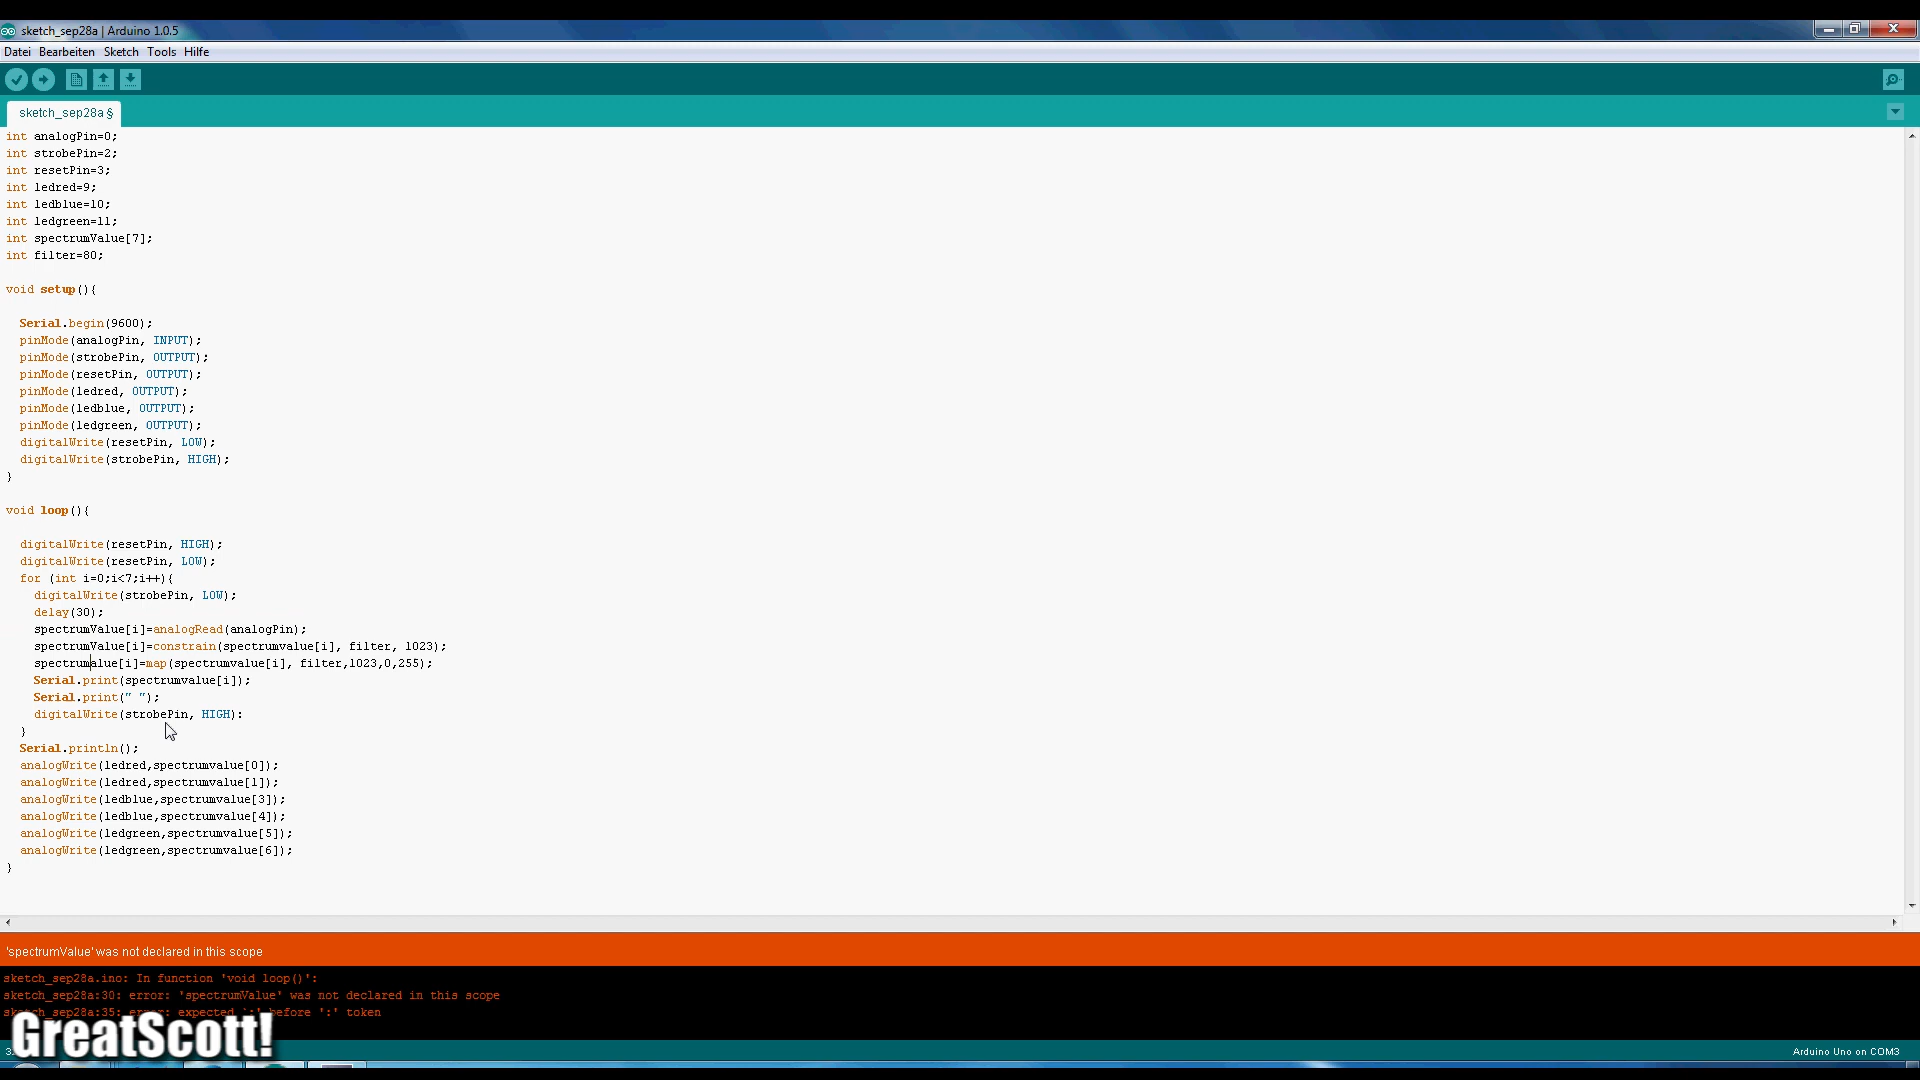 sketch_sep28a | Arduino 1.0.5
Datei Bearbeiten Sketch Tools Hilfe
sketch_sep28a §
int analogPin=0;
int strobePin=2;
int resetPin=3;
int ledred=9;
int ledblue=10;
int ledgreen=11;
int spectrumValue[7];
int filter=80;
void setup(){
Serial.begin(9600);
pinMode(analogPin, INPUT);
pinMode(strobePin, OUTPUT);
pinMode(resetPin, OUTPUT);
pinMode(ledred, OUTPUT);
pinMode(ledblue, OUTPUT);
pinMode(ledgreen, OUTPUT);
digitalWrite(resetPin, LOW);
digitalWrite(strobePin, HIGH);
}
void loop(){
digitalWrite(resetPin, HIGH);
digitalWrite(resetPin, LOW);
for (int i=0;i<7;i++){
digitalWrite(strobePin, LOW);
delay(30);
spectrumValue[i]=analogRead(analogPin);
spectrumValue[i]=constrain(spectrumvalue[i], filter, 1023);
spectrumalue[i]=map(spectrumvalue[i], filter,1023,0,255);
Serial.print(spectrumvalue[i]);
Serial.print(" ");
digitalWrite(strobePin, HIGH):
}
Serial.println();
analogWrite(ledred,spectrumvalue[0]);
analogWrite(ledred,spectrumvalue[1]);
analogWrite(ledblue,spectrumvalue[3]);
analogWrite(ledblue,spectrumvalue[4]);
analogWrite(ledgreen,spectrumvalue[5]);
analogWrite(ledgreen,spectrumvalue[6]);
}
'spectrumValue' was not declared in this scope
sketch_sep28a.ino: In function 'void loop()':
sketch_sep28a:30: error: 'spectrumValue' was not declared in this scope
sketch_sep28a:35: error: expected before ':' token
GreatScott!
Arduino Uno on COM3